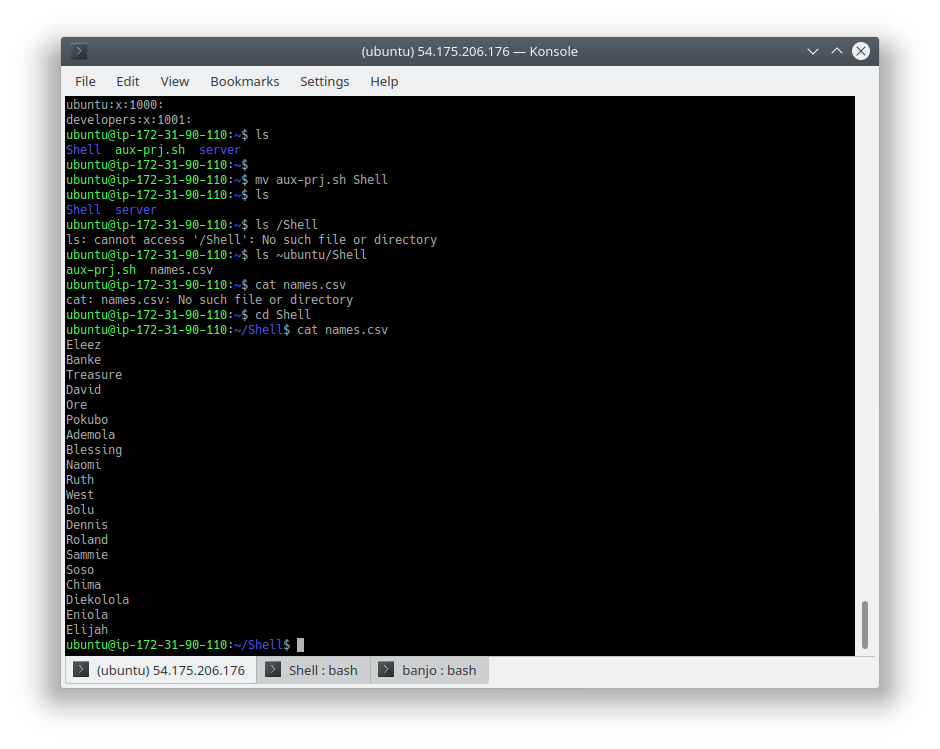 (ubuntu) 54.175.206.176 — Konsole
File Edit View Bookmarks Settings Help
ubuntu:x:1000:
developers:x:1001:
ubuntu@ip-172-31-90-110:~$ ls
Shell  aux-prj.sh  server
ubuntu@ip-172-31-90-110:~$
ubuntu@ip-172-31-90-110:~$ mv aux-prj.sh Shell
ubuntu@ip-172-31-90-110:~$ ls
Shell  server
ubuntu@ip-172-31-90-110:~$ ls /Shell
ls: cannot access '/Shell': No such file or directory
ubuntu@ip-172-31-90-110:~$ ls ~ubuntu/Shell
aux-prj.sh  names.csv
ubuntu@ip-172-31-90-110:~$ cat names.csv
cat: names.csv: No such file or directory
ubuntu@ip-172-31-90-110:~$ cd Shell
ubuntu@ip-172-31-90-110:~/Shell$ cat names.csv
Eleez
Banke
Treasure
David
Ore
Pokubo
Ademola
Blessing
Naomi
Ruth
West
Bolu
Dennis
Roland
Sammie
Soso
Chima
Diekolola
Eniola
Elijah
ubuntu@ip-172-31-90-110:~/Shell$
(ubuntu) 54.175.206.176 Shell : bash banjo : bash